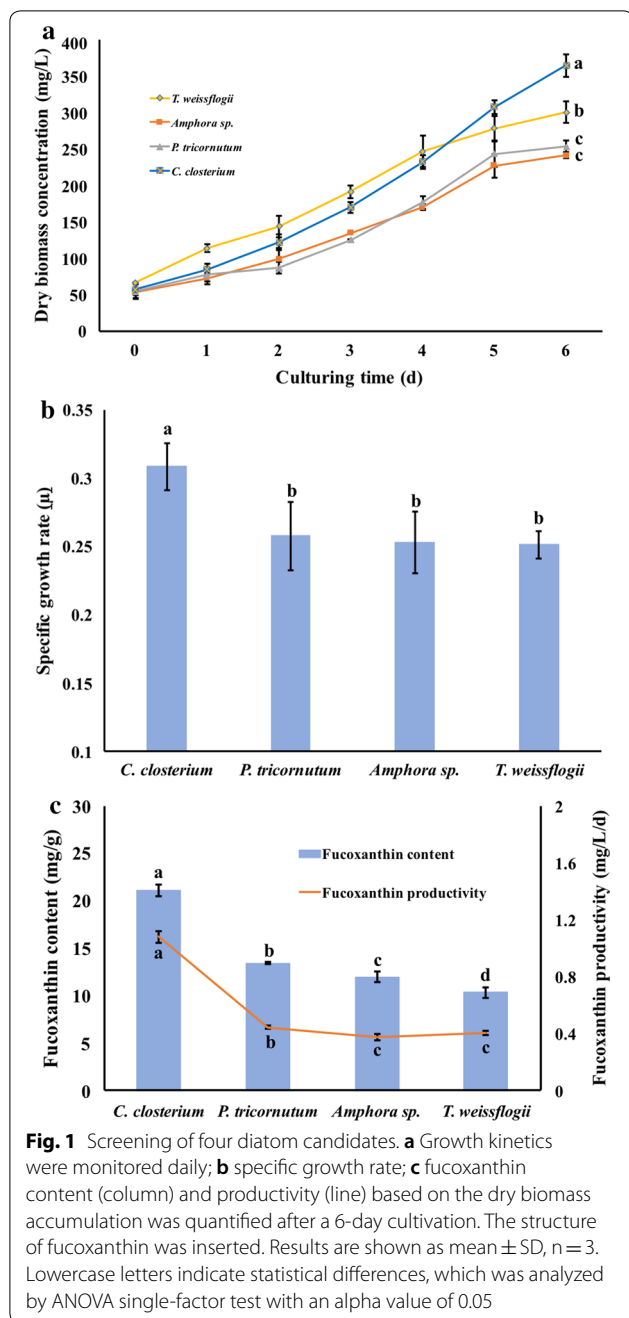 a
400
350
300
250
200
150
100
50
0
Dry biomass concentration (mg/L)
T. weissflogii
Amphora sp.
P. tricornutum
C. closterium
a
b
c
c
0 1 2 3 4 5 6
Culturing time (d)
b
0.35
0.3
0.25
0.2
0.15
0.1
Specific growth rate (µ)
a
b
b
b
C. closterium P. tricornutum Amphora sp. T. weissflogii
c
30
25
20
15
10
5
0
Fucoxanthin content (mg/g)
Fucoxanthin content
Fucoxanthin productivity
a
b
c
d
a
b
c
c
2
1.6
1.2
0.8
0.4
0
Fucoxanthin productivity (mg/L/d)
C. closterium P. tricornutum Amphora sp. T. weissflogii
Fig. 1 Screening of four diatom candidates. a Growth kinetics
were monitored daily; b specific growth rate; c fucoxanthin
content (column) and productivity (line) based on the dry biomass
accumulation was quantified after a 6-day cultivation. The structure
of fucoxanthin was inserted. Results are shown as mean ± SD, n = 3.
Lowercase letters indicate statistical differences, which was analyzed
by ANOVA single-factor test with an alpha value of 0.05